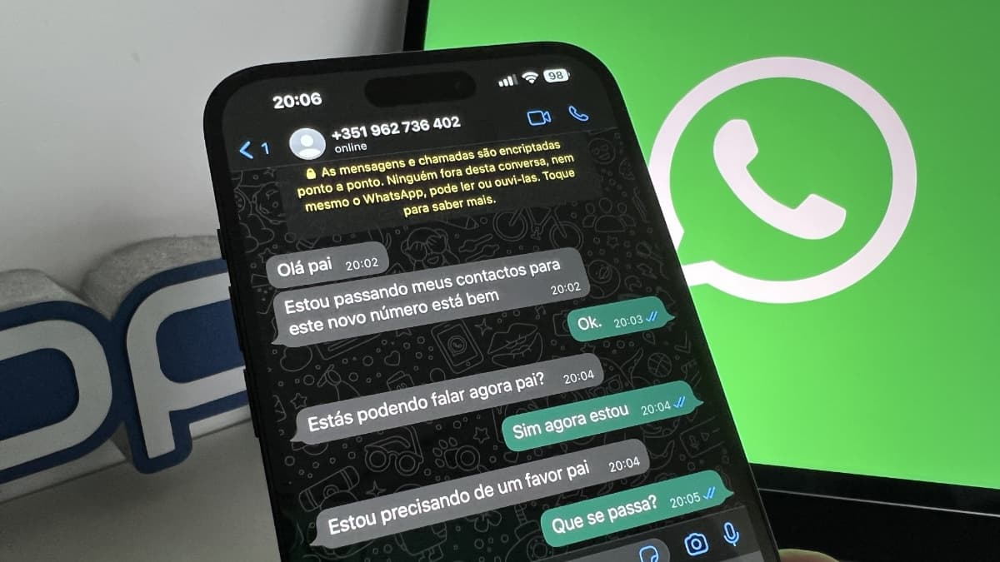 20:06
98
1
+351 962 736 402
online
As mensagens e chamadas são encriptadas
ponto a ponto. Ninguém fora desta conversa, nem
mesmo o WhatsApp, pode ler ou ouvi-las. Toque
para saber mais.
Olá pai 20:02
Estou passando meus contactos para
este novo número está bem 20:02
Ok. 20:03
Estás podendo falar agora pai? 20:04
Sim agora estou 20:04
Estou precisando de um favor pai 20:04
Que se passa? 20:05